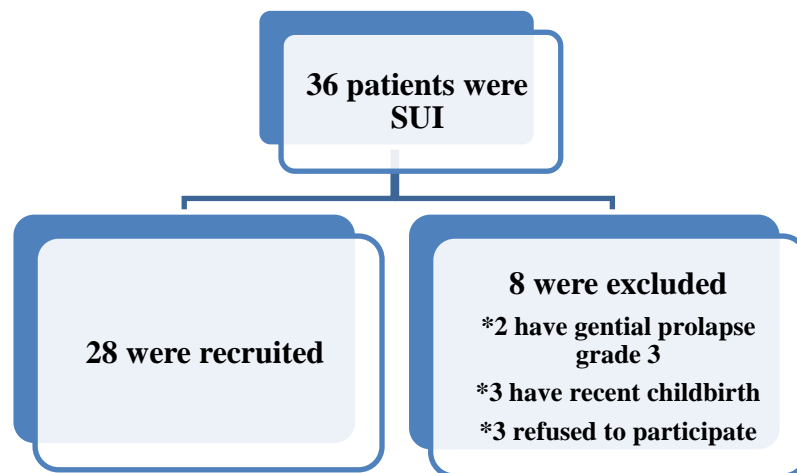 36 patients were
SUI
28 were recruited
8 were excluded
*2 have gential prolapse
grade 3
*3 have recent childbirth
*3 refused to participate